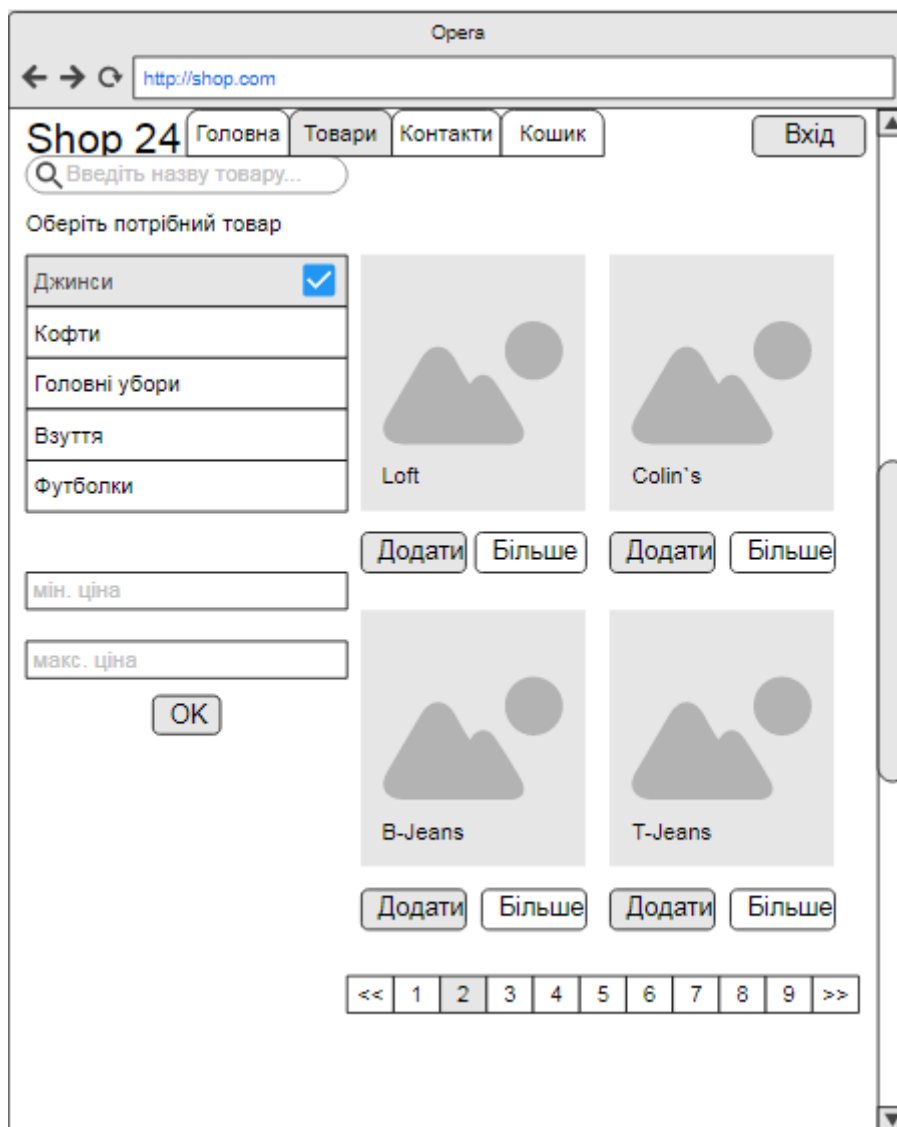 Opera
http://shop.com
Shop 24 Головна Товари Контакти Кошик Вхід
Введіть назву товару...
Оберіть потрібний товар
Джинси
Кофти
Головні убори
Взуття
Футболки
мін. ціна
макс. ціна
OK
Loft Colin`s
Додати Більше Додати Більше
B-Jeans T-Jeans
Додати Більше Додати Більше
<< 1 2 3 4 5 6 7 8 9 >>